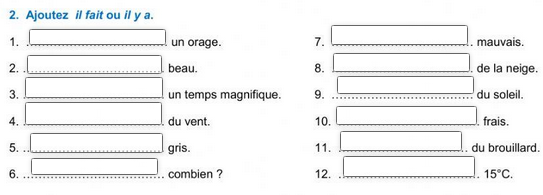 2. Ajoutez il fait ou il y a.
1. un orage.
2. beau.
3. un temps magnifique.
4. du vent.
5. gris.
6. combien ?
7. mauvais.
8. de la neige.
9. du soleil.
10. frais.
11. du brouillard.
12. 15°C.